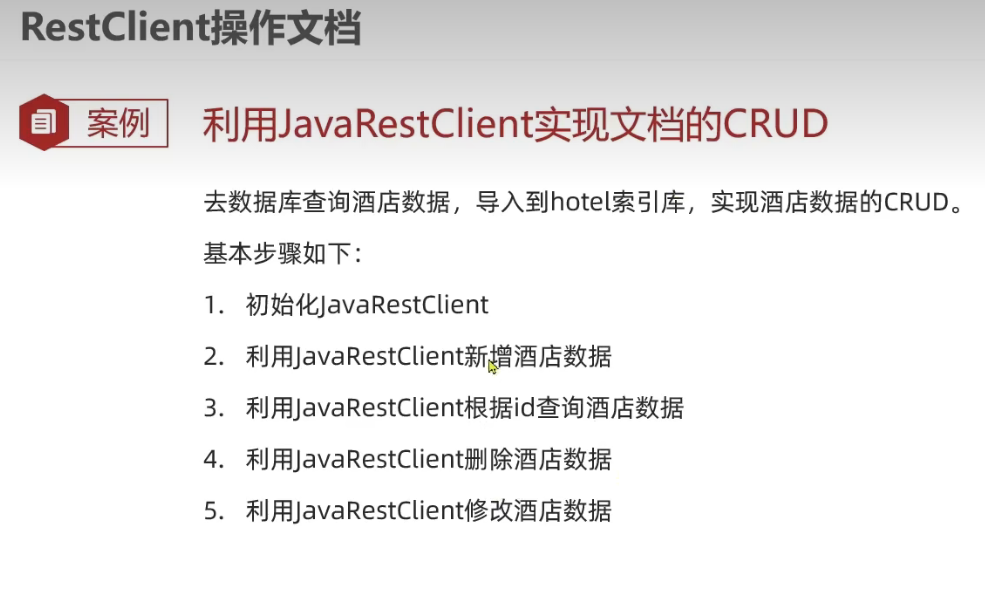 RestClient操作文档
案例 利用JavaRestClient实现文档的CRUD
去数据库查询酒店数据，导入到hotel索引库，实现酒店数据的CRUD。
基本步骤如下：
1. 初始化JavaRestClient
2. 利用JavaRestClient新增酒店数据
3. 利用JavaRestClient根据id查询酒店数据
4. 利用JavaRestClient删除酒店数据
5. 利用JavaRestClient修改酒店数据